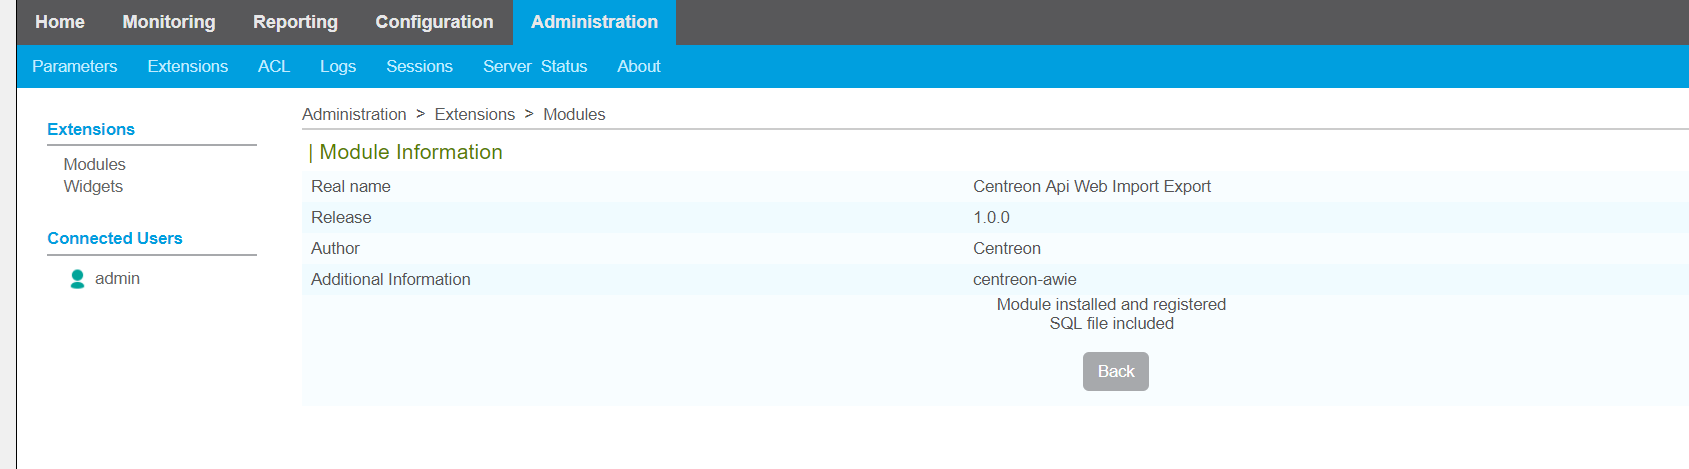 Home Monitoring Reporting Configuration Administration
Parameters Extensions ACL Logs Sessions Server Status About
Administration > Extensions > Modules
Extensions
Modules
Widgets
Connected Users
admin
| Module Information
Real name Centreon Api Web Import Export
Release 1.0.0
Author Centreon
Additional Information centreon-awie
Module installed and registered
SQL file included
Back